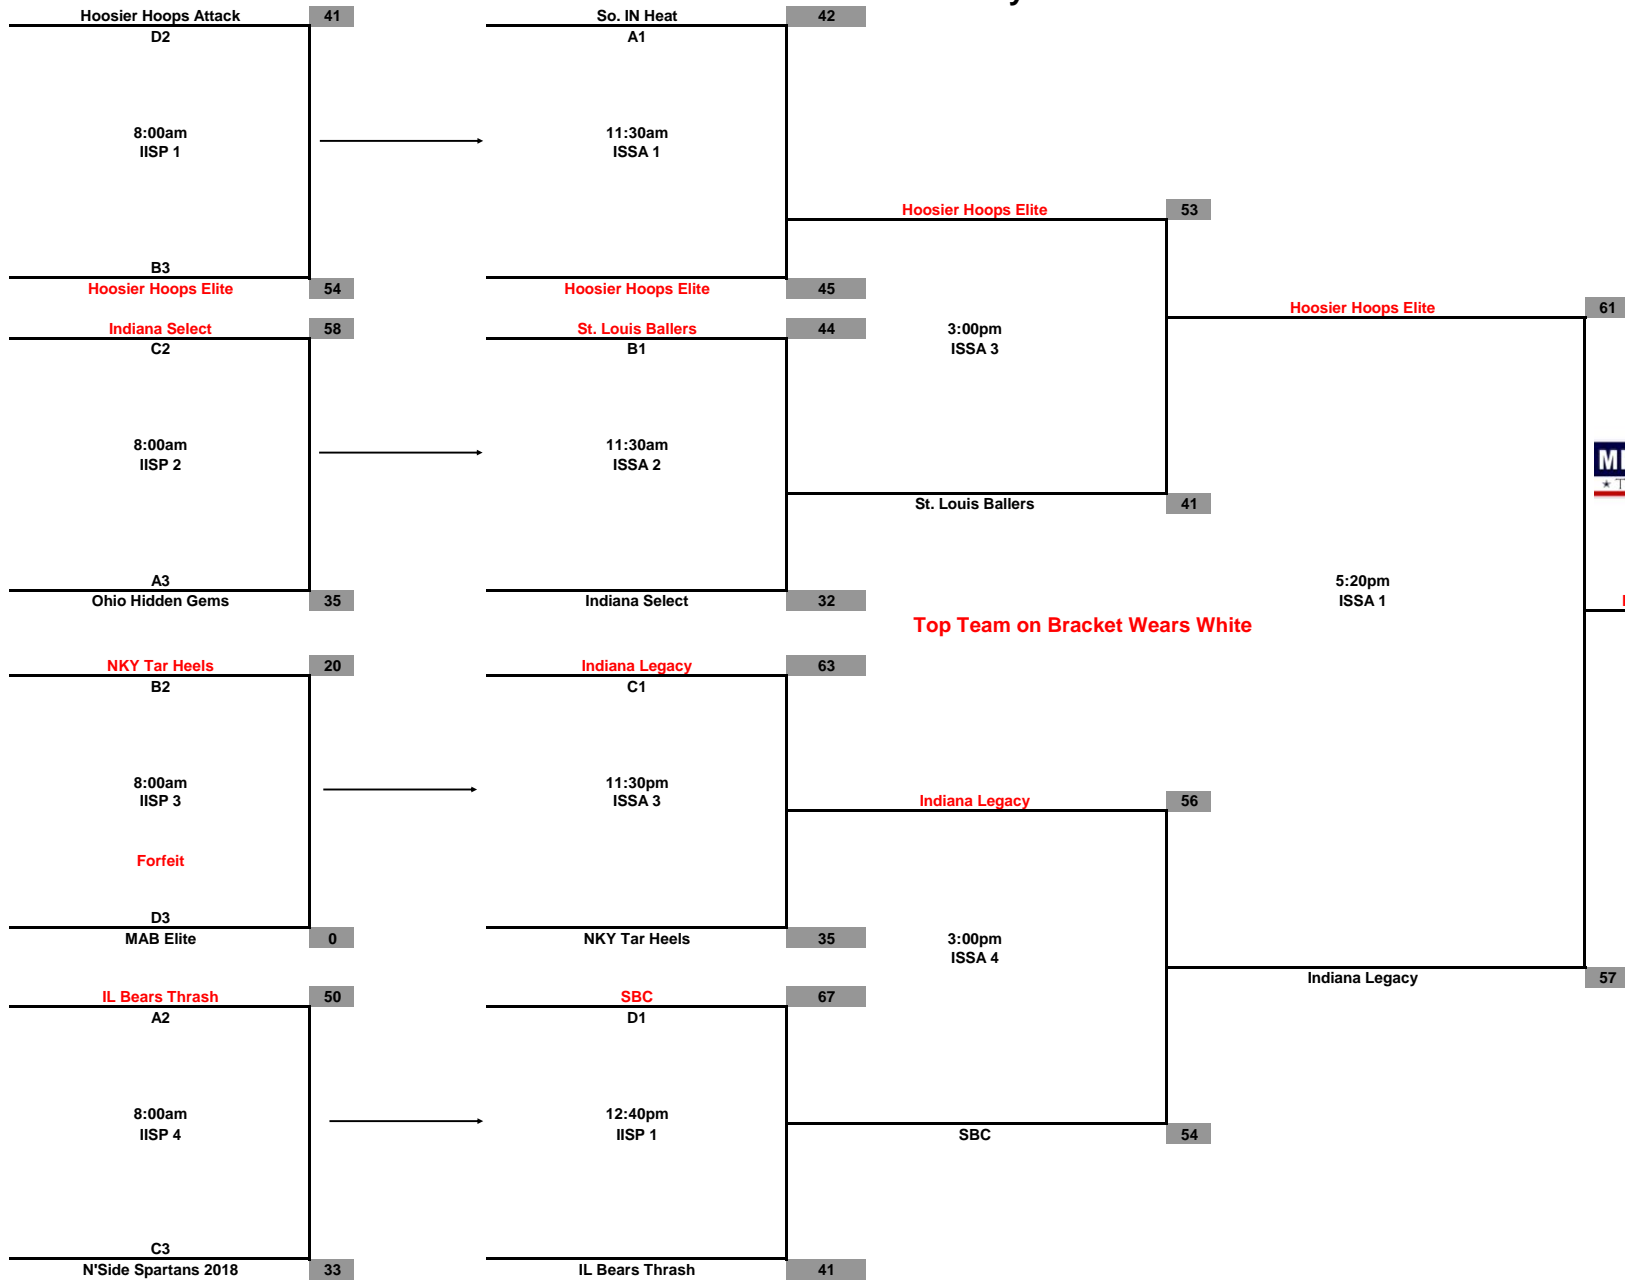 Hoosier Hoops Attack 41
D2
8:00am
IISP 1
B3
Hoosier Hoops Elite 54
Indiana Select 58
C2
8:00am
IISP 2
A3
Ohio Hidden Gems 35
NKY Tar Heels 20
B2
8:00am
IISP 3
Forfeit
D3
MAB Elite 0
IL Bears Thrash 50
A2
8:00am
IISP 4
C3
N'Side Spartans 2018 33
So. IN Heat 42
A1
11:30am
ISSA 1
Hoosier Hoops Elite 45
St. Louis Ballers 44
B1
11:30am
ISSA 2
Indiana Select 32
Indiana Legacy 63
C1
11:30pm
ISSA 3
NKY Tar Heels 35
SBC 67
D1
12:40pm
IISP 1
IL Bears Thrash 41
Hoosier Hoops Elite 53
3:00pm
ISSA 3
St. Louis Ballers 41
Top Team on Bracket Wears White
Indiana Legacy 56
3:00pm
ISSA 4
SBC 54
Hoosier Hoops Elite 61
5:20pm
ISSA 1
Indiana Legacy 57